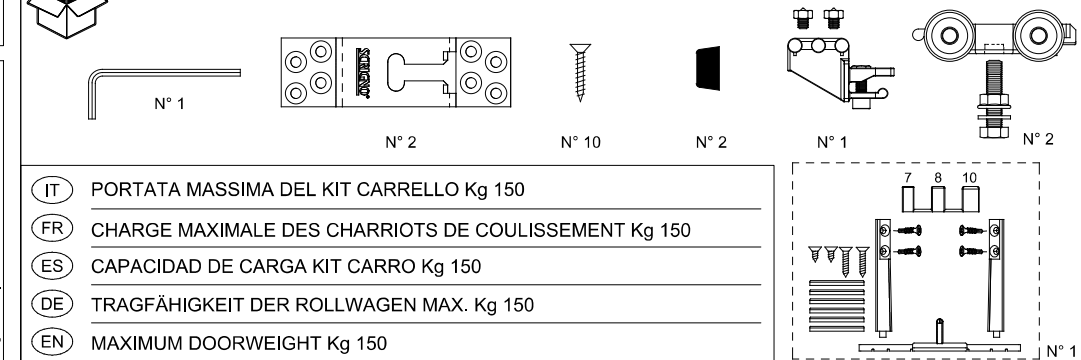 N° 1
SCRIGNO®
N° 2
N° 10
N° 2
N° 1
N° 2
IT PORTATA MASSIMA DEL KIT CARRELLO Kg 150
FR CHARGE MAXIMALE DES CHARRIOTS DE COULISSEMENT Kg 150
ES CAPACIDAD DE CARGA KIT CARRO Kg 150
DE TRAGFÄHIGKEIT DER ROLLWAGEN MAX. Kg 150
EN MAXIMUM DOORWEIGHT Kg 150
7 8 10
N° 1